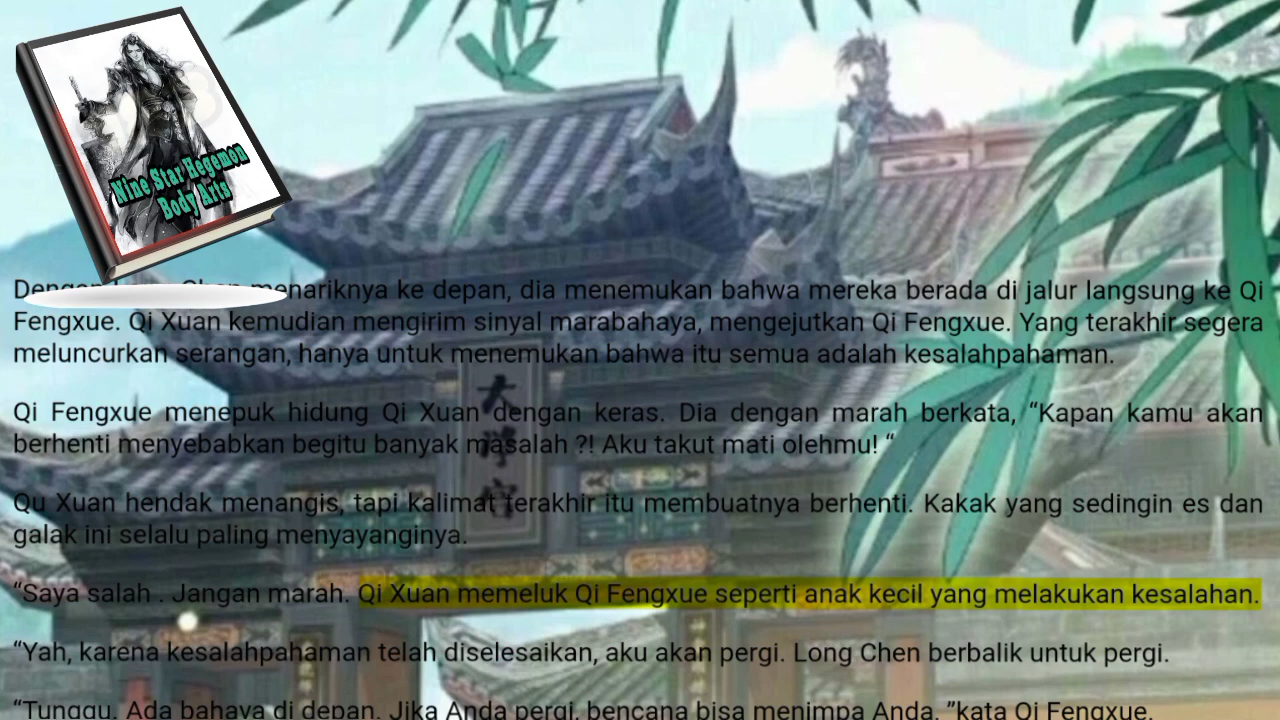 Nine Star Hegemon
Body Arts
menariknya ke depan, dia menemukan bahwa mereka berada di jalur langsung ke Qi
Fengxue. Qi Xuan kemudian mengirim sinyal marabahaya, mengejutkan Qi Fengxue. Yang terakhir segera
meluncurkan serangan, hanya untuk menemukan bahwa itu semua adalah kesalahpahaman.
Qi Fengxue menepuk hidung Qi Xuan dengan keras. Dia dengan marah berkata, “Kapan kamu akan
berhenti menyebabkan begitu banyak masalah ?! Aku takut mati olehmu! “
Qu Xuan hendak menangis, tapi kalimat terakhir itu membuatnya berhenti. Kakak yang sedingin es dan
galak ini selalu paling menyayanginya.
“Saya salah . Jangan marah. Qi Xuan memeluk Qi Fengxue seperti anak kecil yang melakukan kesalahan.
“Yah, karena kesalahpahaman telah diselesaikan, aku akan pergi. Long Chen berbalik untuk pergi.
“Tunggu. Ada bahaya di depan. Jika Anda pergi, bencana bisa menimpa Anda, ”kata Qi Fengxue.